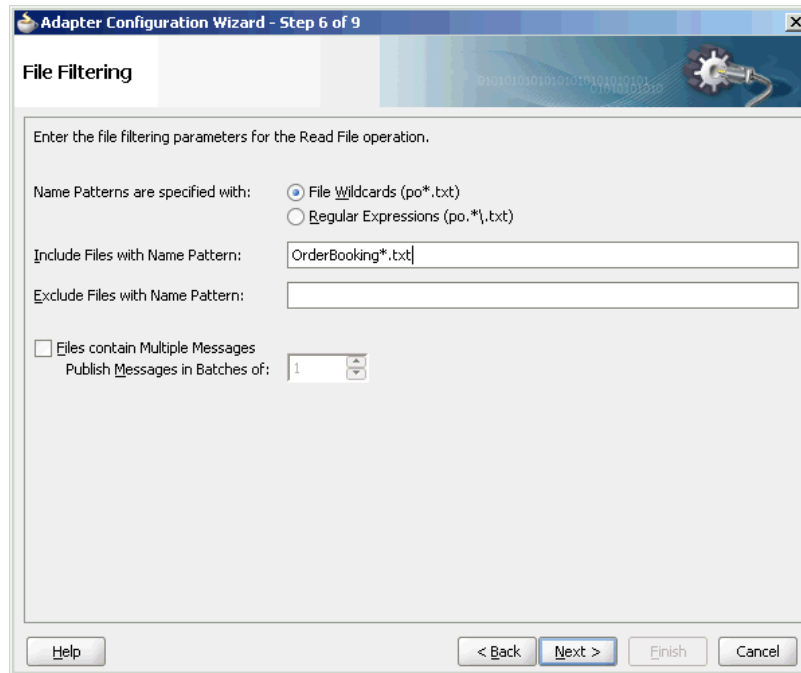 Adapter Configuration Wizard - Step 6 of 9
File Filtering
Enter the file filtering parameters for the Read File operation.
Name Patterns are specified with: File Wildcards (po*.txt)
Regular Expressions (po.*\.txt)
Include Files with Name Pattern: OrderBooking*.txt
Exclude Files with Name Pattern:
Files contain Multiple Messages
Publish Messages in Batches of: 1
Help < Back Next > Finish Cancel